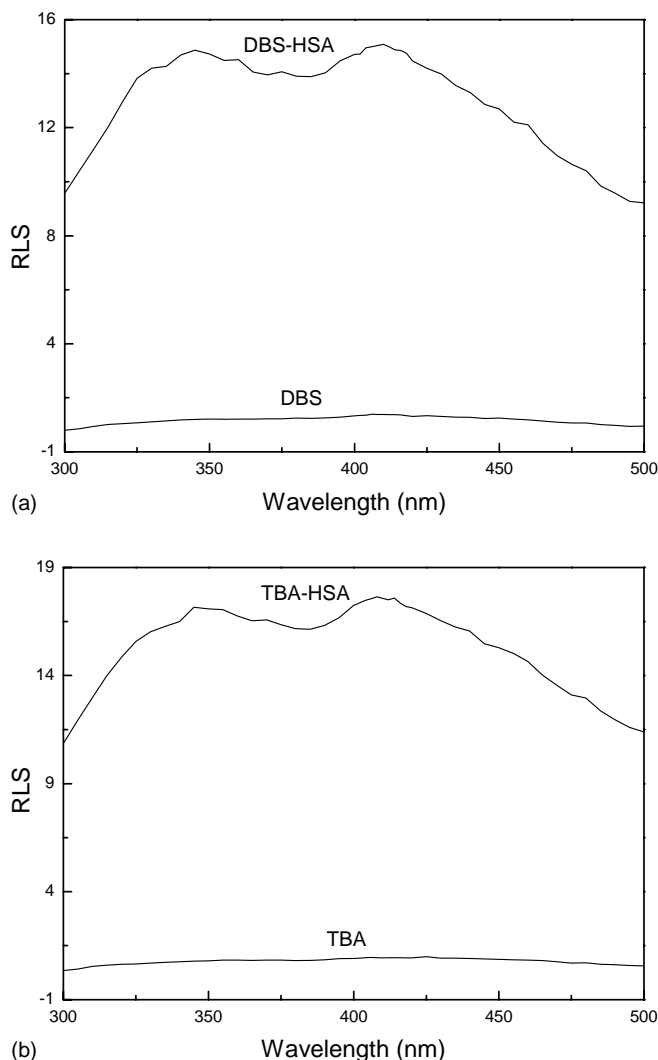 16
DBS-HSA
12
8
RLS
4
DBS
-1
300 350 400 450 500
Wavelength (nm)
(a)
19
TBA-HSA
14
9
RLS
4
TBA
-1
300 350 400 450 500
Wavelength (nm)
(b)